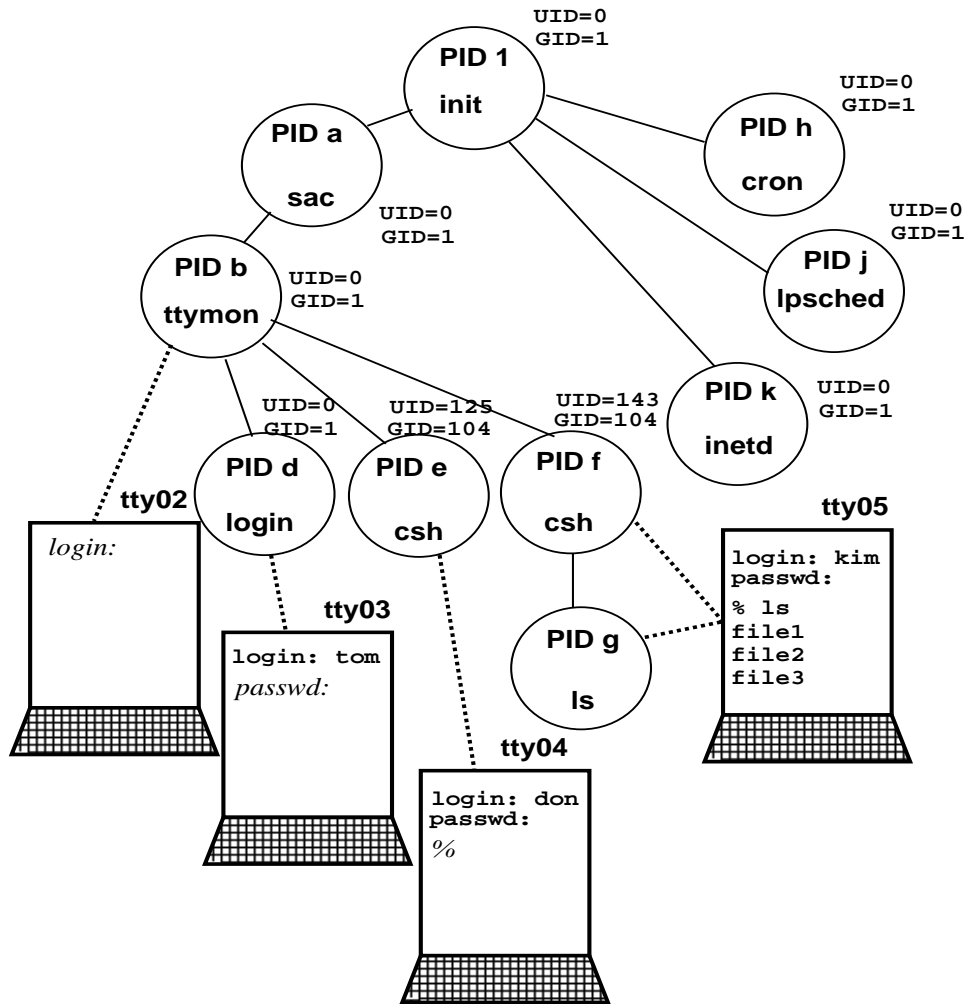 UID=0
GID=1
PID 1
init
UID=0
GID=1
PID h
cron
PID a
sac
UID=0
GID=1
UID=0
GID=1
PID j
lpsched
PID b
ttymon
UID=0
GID=1
PID k
inetd
UID=0
GID=1
UID=0
GID=1
PID d
login
UID=125
GID=104
PID e
csh
UID=143
GID=104
PID f
csh
PID g
ls
tty02
login:
tty03
login: tom
passwd:
tty04
login: don
passwd:
%
tty05
login: kim
passwd:
% ls
file1
file2
file3